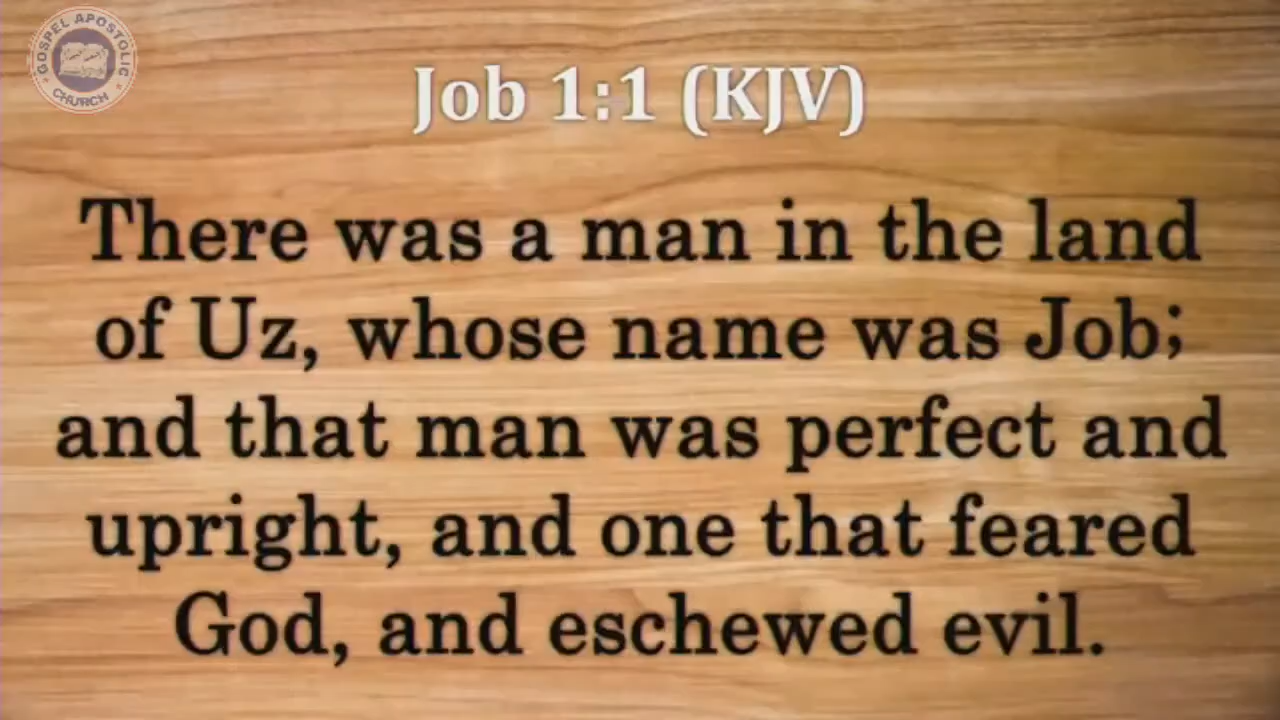 GOSPEL APOSTOLIC
CHURCH
Job 1:1 (KJV)
There was a man in the land
of Uz, whose name was Job;
and that man was perfect and
upright, and one that feared
God, and eschewed evil.